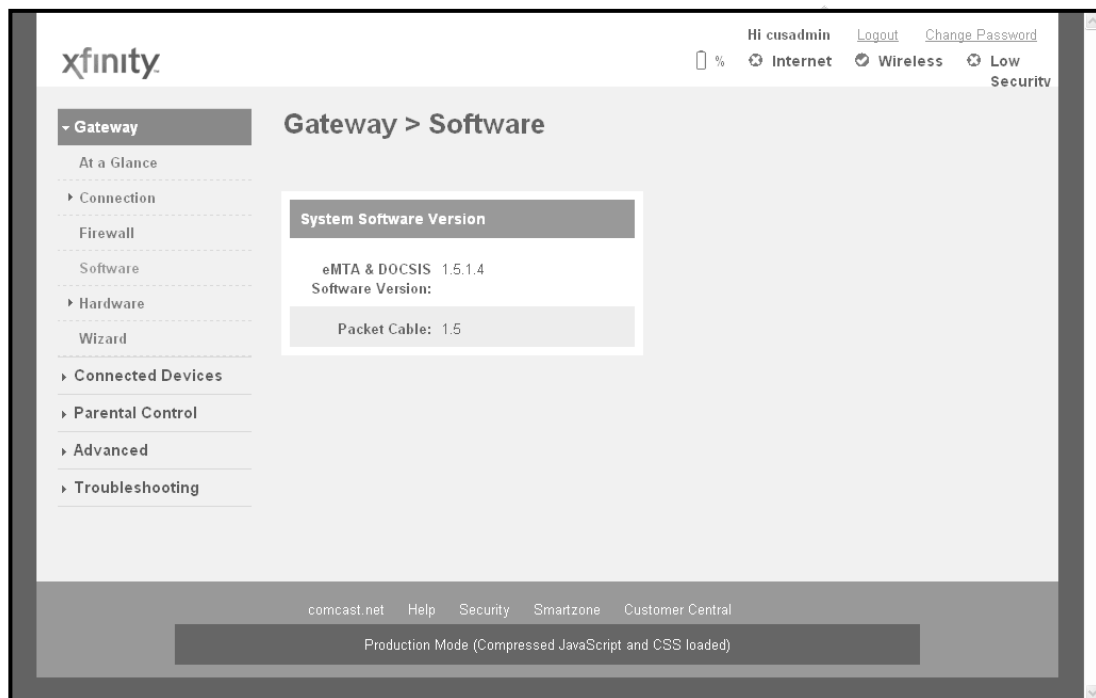 xfinity.
Hi cusadmin Logout Change Password
% Internet Wireless Low Security
Gateway
At a Glance
Connection
Firewall
Software
Hardware
Wizard
Connected Devices
Parental Control
Advanced
Troubleshooting
Gateway > Software
System Software Version
eMTA & DOCSIS 1.5.1.4
Software Version:
Packet Cable: 1.5
comcast.net Help Security Smartzone Customer Central
Production Mode (Compressed JavaScript and CSS loaded)